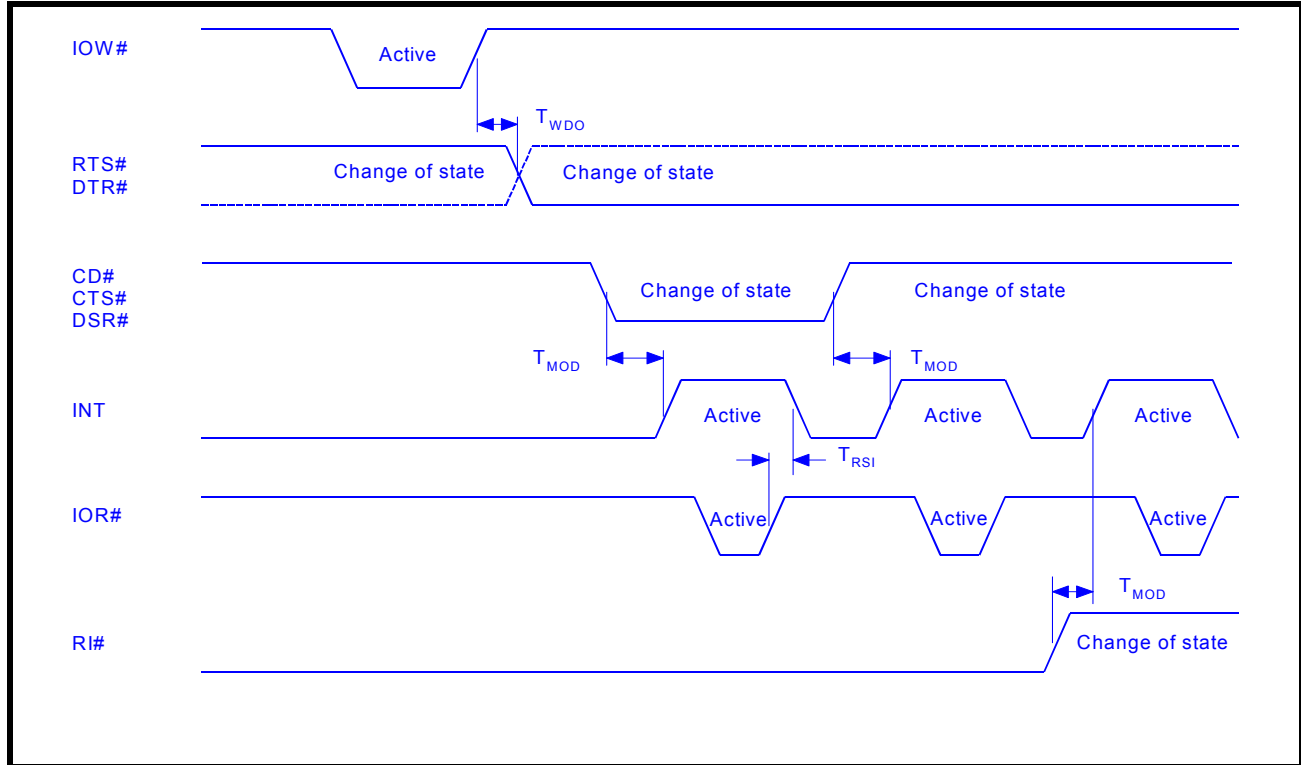 IOW#
Active
T_WDO
RTS#
DTR#
Change of state
Change of state
CD#
CTS#
DSR#
Change of state
Change of state
T_MOD
T_MOD
INT
Active
Active
Active
T_RSI
IOR#
Active
Active
Active
T_MOD
RI#
Change of state